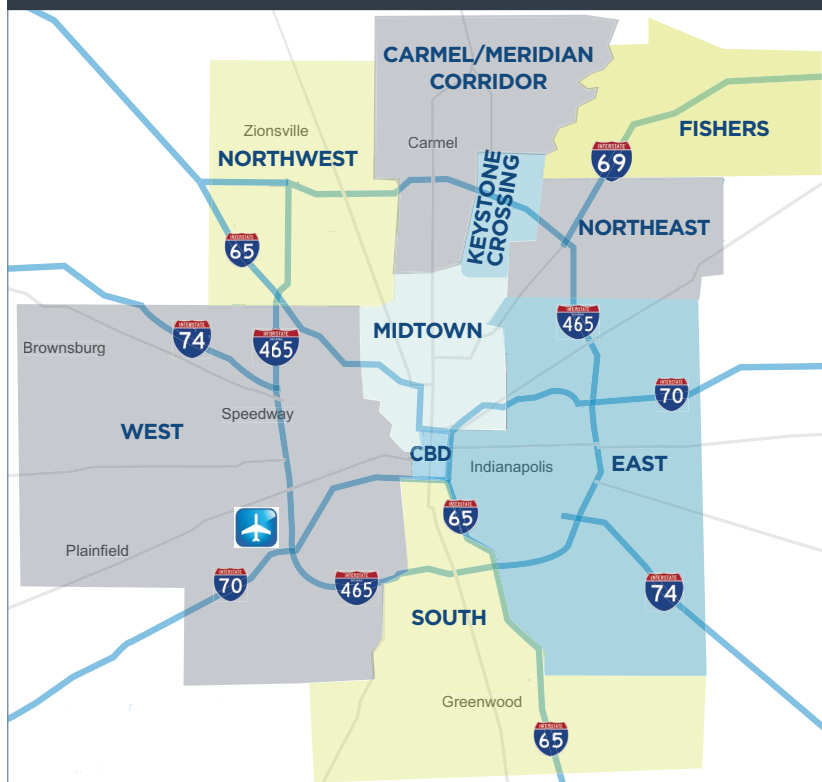 CARMEL/MERIDIAN
CORRIDOR
Zionsville
NORTHWEST
Carmel
FISHERS
INTERSTATE
69
KEYSTONE
CROSSING
NORTHEAST
INTERSTATE
65
MIDTOWN
INTERSTATE
74
INTERSTATE
465
INTERSTATE
465
Brownsburg
INTERSTATE
70
Speedway
WEST
CBD
Indianapolis
EAST
INTERSTATE
65
Plainfield
INTERSTATE
70
INTERSTATE
465
INTERSTATE
74
SOUTH
Greenwood
INTERSTATE
65